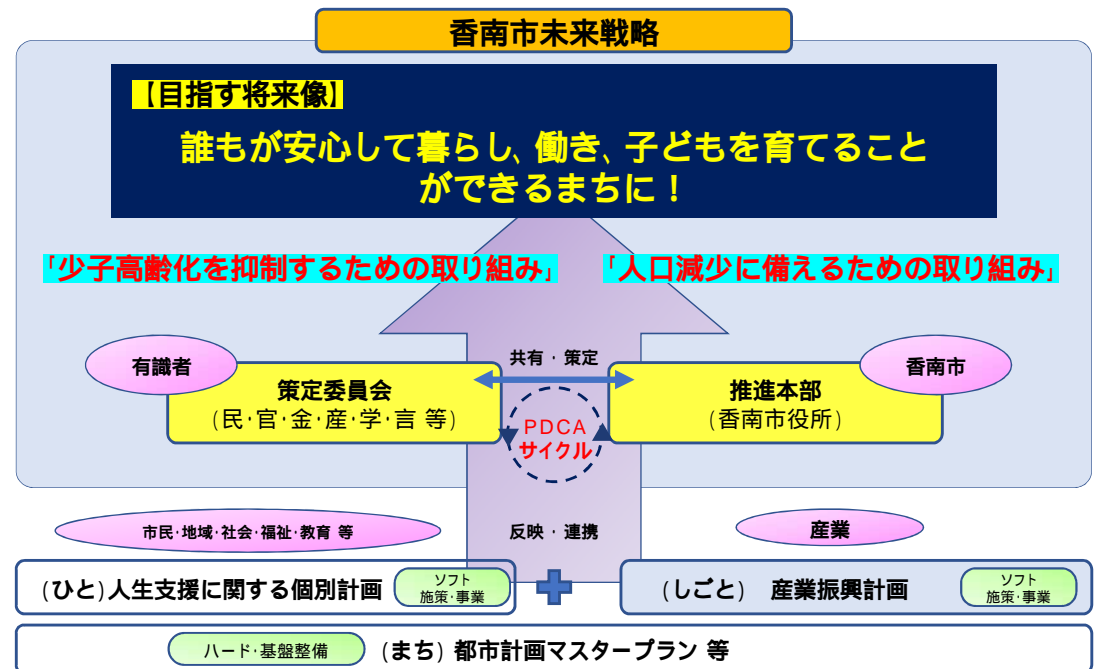 香南市未来戦略
【目指す将来像】
誰もが安心して暮らし、働き、子どもを育てること
ができるまちに！
「少子高齢化を抑制するための取り組み」
「人口減少に備えるための取り組み」
有識者
策定委員会
(民･官･金･産･学･言 等)
共有・策定
香南市
推進本部
(香南市役所)
PDCA
サイクル
市民･地域･社会･福祉･教育 等
反映・連携
産業
(ひと)人生支援に関する個別計画
ソフト
施策･事業
(しごと) 産業振興計画
ソフト
施策･事業
ハード･基盤整備
(まち) 都市計画マスタープラン 等